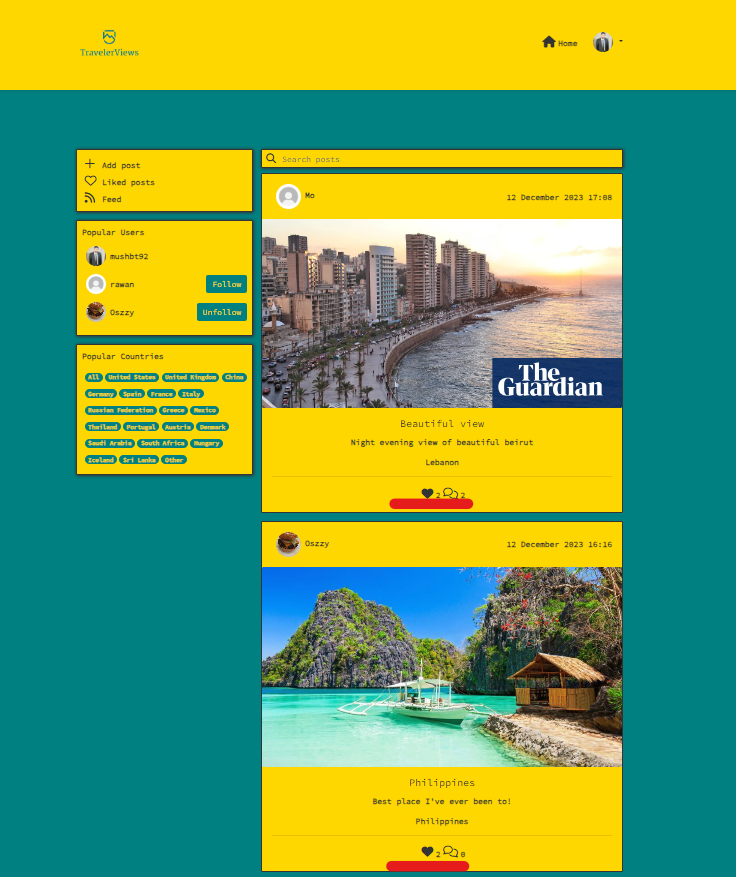 TravelerViews
Home
Add post
Liked posts
Feed
Popular Users
mushbt92
rawan Follow
Oszzy Unfollow
Popular Countries
All United States United Kingdom China
Germany Spain France Italy
Russian Federation Greece Mexico
Thailand Portugal Austria Denmark
Saudi Arabia South Africa Hungary
Iceland Sri Lanka Other
Search posts
Mo 12 December 2023 17:08
The
Guardian
Beautiful view
Night evening view of beautiful beirut
Lebanon
2 2
Oszzy 12 December 2023 16:16
Philippines
Best place I've ever been to!
Philippines
2 0